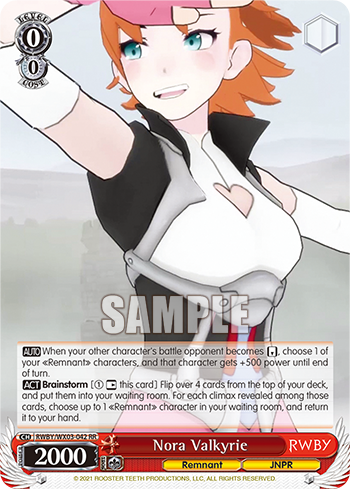 LEVEL
0
0
COST
SAMPLE
AUTO When your other character's battle opponent becomes [ ], choose 1 of
your «Remnant» characters, and that character gets +500 power until end
of turn.
ACT Brainstorm [① this card] Flip over 4 cards from the top of your deck,
and put them into your waiting room. For each climax revealed among those
cards, choose up to 1 «Remnant» character in your waiting room, and return
it to your hand.
RWBY/WX03-042 RR
POWER
2000
Nora Valkyrie
RWBY
Remnant
JNPR
© 2021 ROOSTER TEETH PRODUCTIONS, LLC, ALL RIGHTS RESERVED.